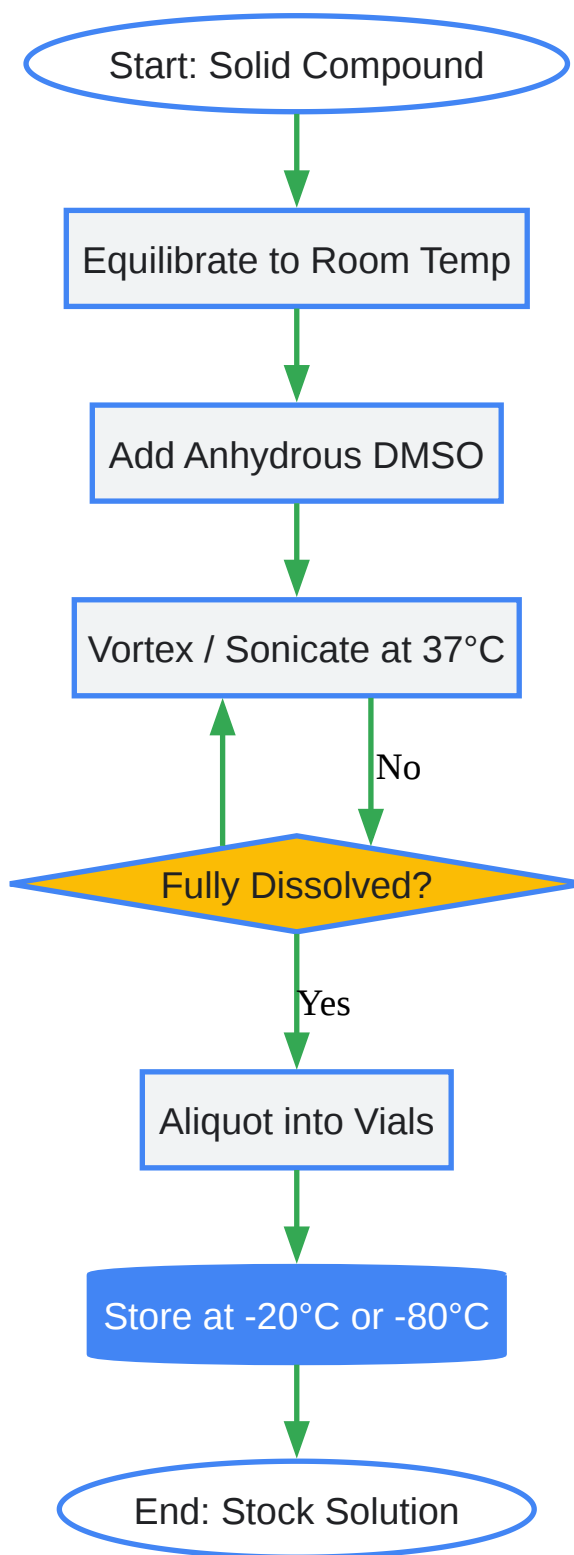 Start: Solid Compound
Equilibrate to Room Temp
Add Anhydrous DMSO
Vortex / Sonicate at 37°C
No
Fully Dissolved?
Yes
Aliquot into Vials
Store at -20°C or -80°C
End: Stock Solution